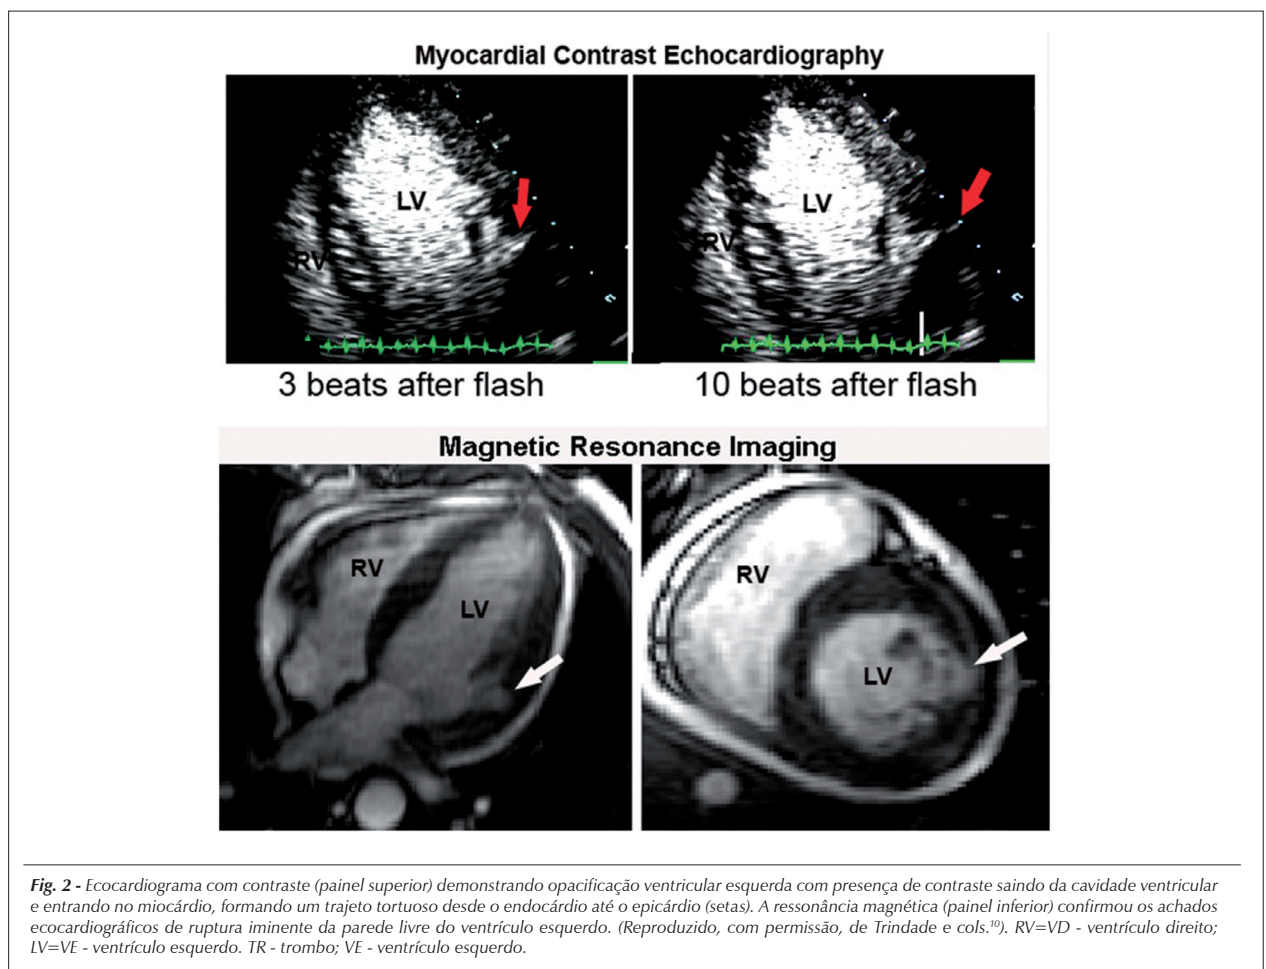 Myocardial Contrast Echocardiography
LV
RV
LV
RV
3 beats after flash
10 beats after flash
Magnetic Resonance Imaging
RV
LV
RV
LV
Fig. 2 - Ecocardiograma com contraste (painel superior) demonstrando opacificação ventricular esquerda com presença de contraste saindo da cavidade ventricular
e entrando no miocárdio, formando um trajeto tortuoso desde o endocárdio até o epicárdio (setas). A ressonância magnética (painel inferior) confirmou os achados
ecocardiográficos de ruptura iminente da parede livre do ventrículo esquerdo. (Reproduzido, com permissão, de Trindade e cols.¹⁰). RV=VD - ventrículo direito;
LV=VE - ventrículo esquerdo. TR - trombo; VE - ventrículo esquerdo.